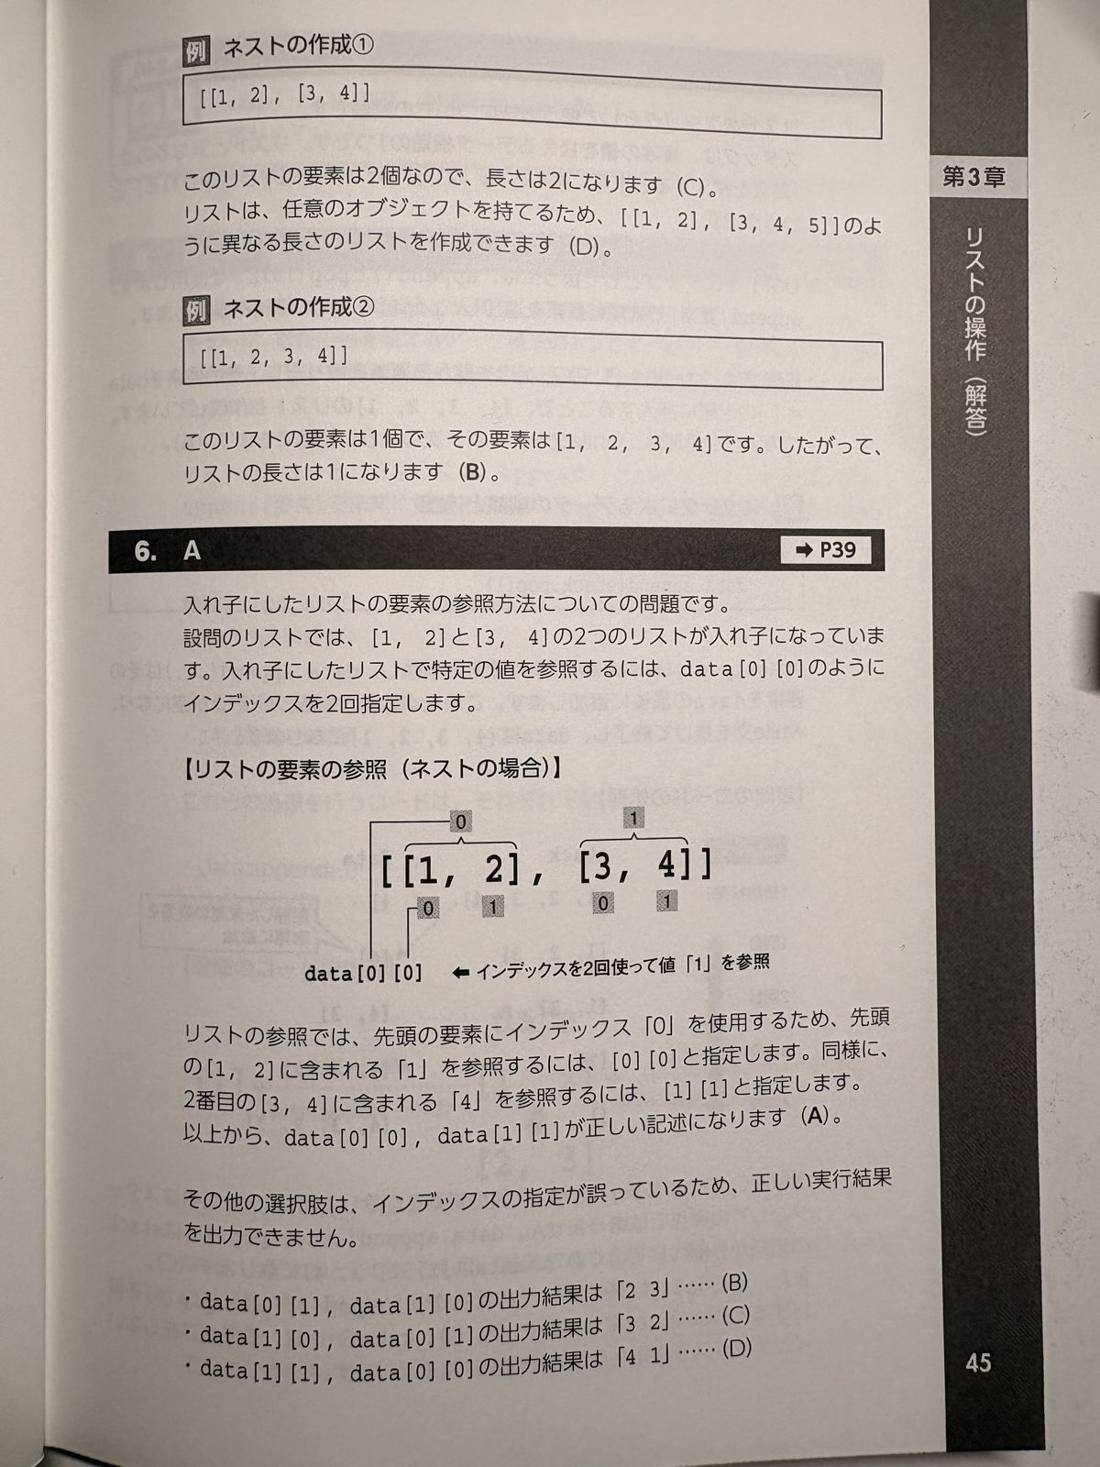 例 ネストの作成①
[[1, 2], [3, 4]]
このリストの要素は2個なので、長さは2になります（C）。
リストは、任意のオブジェクトを持てるため、[[1, 2], [3, 4, 5]]のよ
うに異なる長さのリストを作成できます（D）。
例 ネストの作成②
[[1, 2, 3, 4]]
このリストの要素は1個で、その要素は[1, 2, 3, 4]です。したがって、
リストの長さは1になります（B）。
6. A ➡ P39
入れ子にしたリストの要素の参照方法についての問題です。
設問のリストでは、[1, 2]と[3, 4]の2つのリストが入れ子になっていま
す。入れ子にしたリストで特定の値を参照するには、data[0][0]のように
インデックスを2回指定します。
【リストの要素の参照（ネストの場合）】
0 1
[[1, 2], [3, 4]]
0 1 0 1
data[0][0] ⬅ インデックスを2回使って値「1」を参照
リストの参照では、先頭の要素にインデックス「0」を使用するため、先頭
の[1, 2]に含まれる「1」を参照するには、[0][0]と指定します。同様に、
2番目の[3, 4]に含まれる「4」を参照するには、[1][1]と指定します。
以上から、data[0][0], data[1][1]が正しい記述になります（A）。
その他の選択肢は、インデックスの指定が誤っているため、正しい実行結果
を出力できません。
・data[0][1], data[1][0]の出力結果は「2 3」……(B)
・data[1][0], data[0][1]の出力結果は「3 2」……(C)
・data[1][1], data[0][0]の出力結果は「4 1」……(D)
第3章
リストの操作（解答）
45